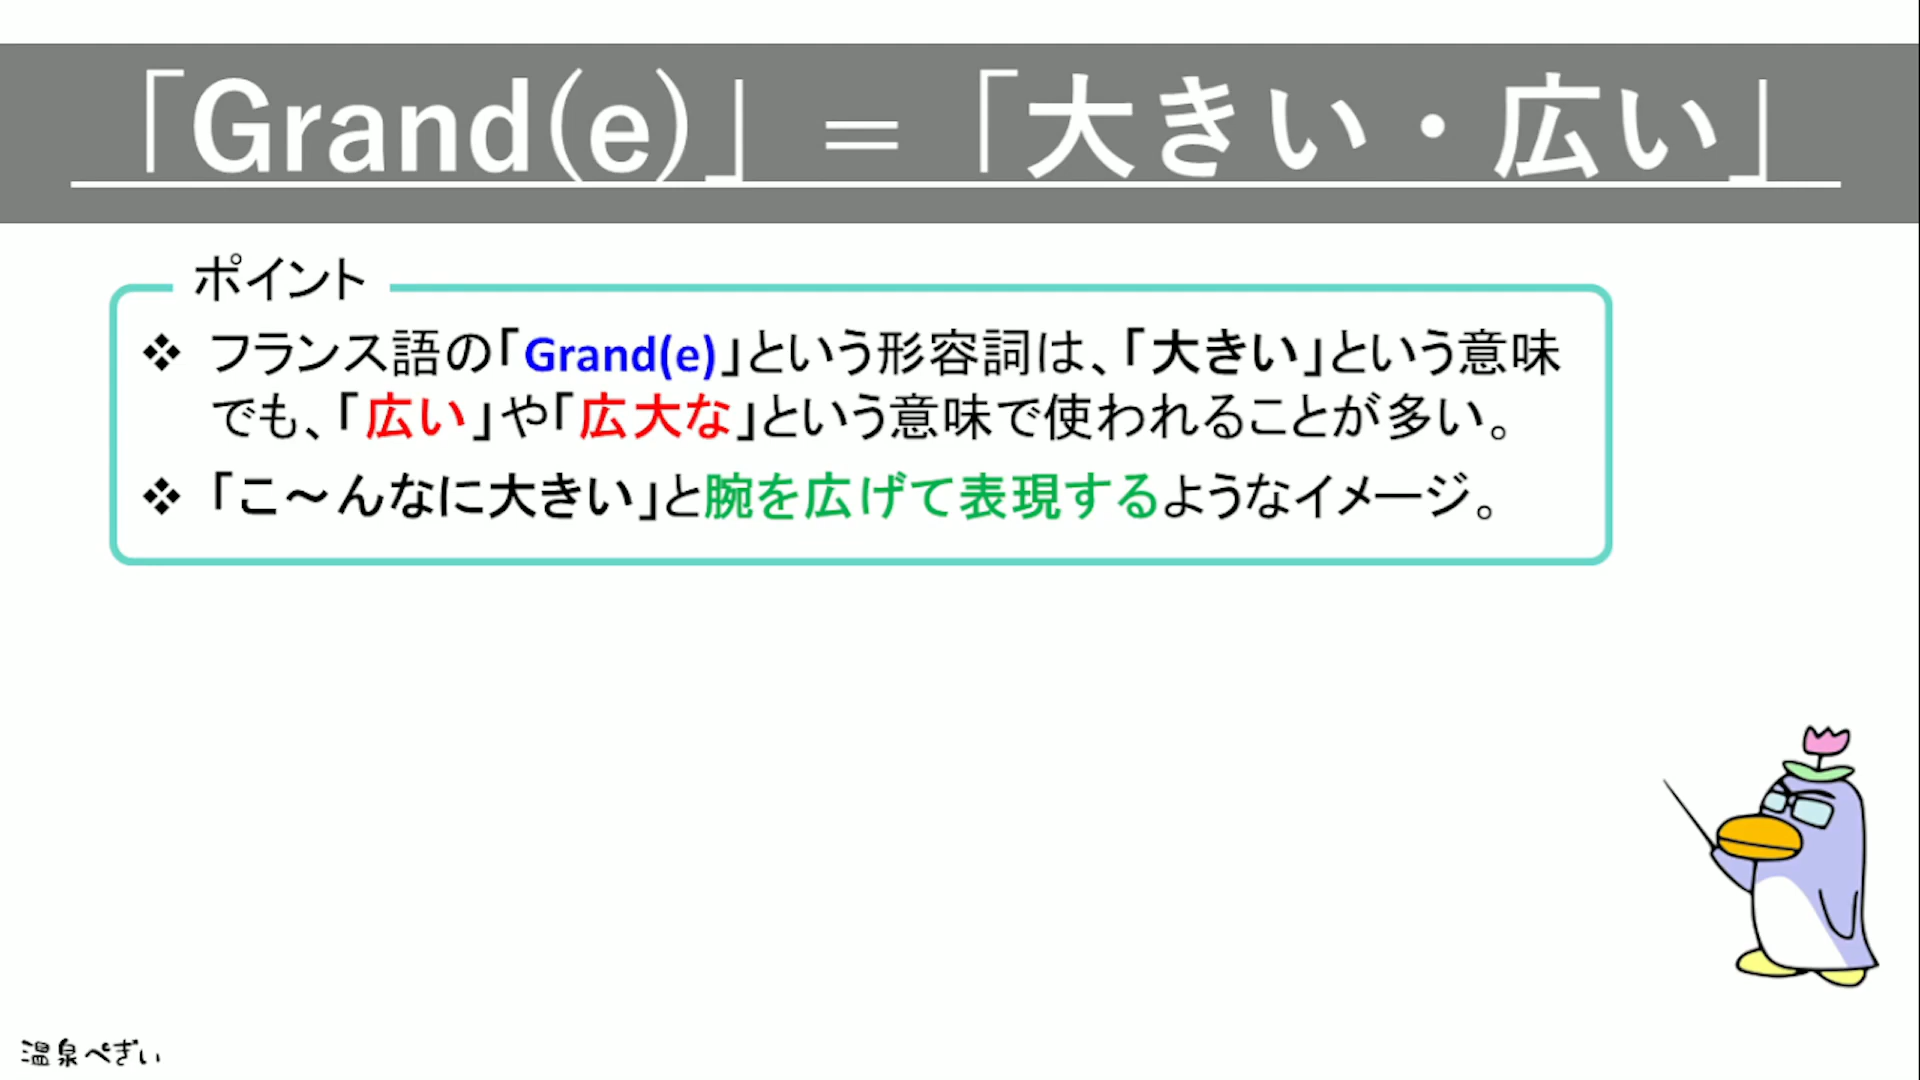 「Grand(e)」 = 「大きい・広い」
ポイント
❖ フランス語の「Grand(e)」という形容詞は、「大きい」という意味
でも、「広い」や「広大な」という意味で使われることが多い。
❖ 「こ～んなに大きい」と腕を広げて表現するようなイメージ。
温泉ぺぎい